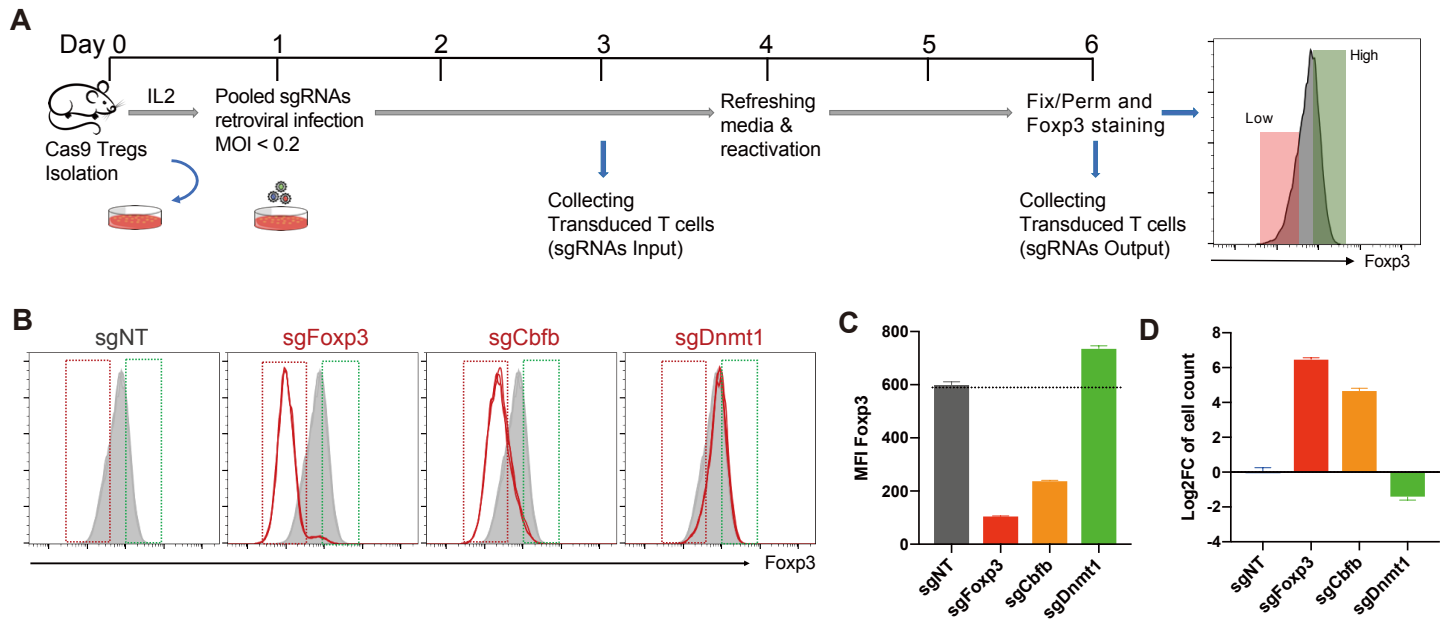 A
Day 0 1 2 3 4 5 6
IL2
Cas9 Tregs
Isolation
Pooled sgRNAs
retroviral infection
MOI < 0.2
Collecting
Transduced T cells
(sgRNAs Input)
Refreshing
media &
reactivation
Fix/Perm and
Foxp3 staining
Collecting
Transduced T cells
(sgRNAs Output)
High
Low
Foxp3
B
sgNT
sgFoxp3
sgCbfb
sgDnmt1
Foxp3
C
MFI Foxp3
800
600
400
200
0
sgNT
sgFoxp3
sgCbfb
sgDnmt1
D
Log2FC of cell count
8
6
4
2
0
-2
-4
sgNT
sgFoxp3
sgCbfb
sgDnmt1